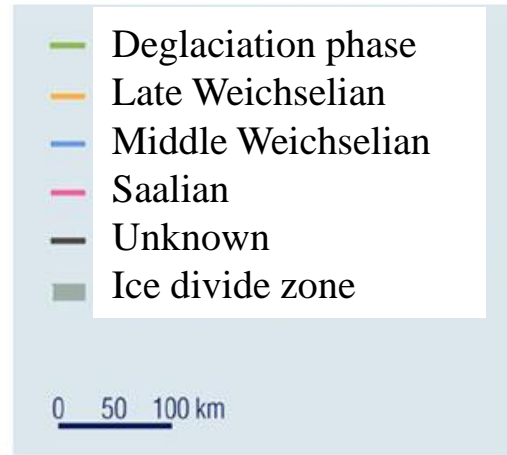 Deglaciation phase
Late Weichselian
Middle Weichselian
Saalian
Unknown
Ice divide zone
0 50 100 km